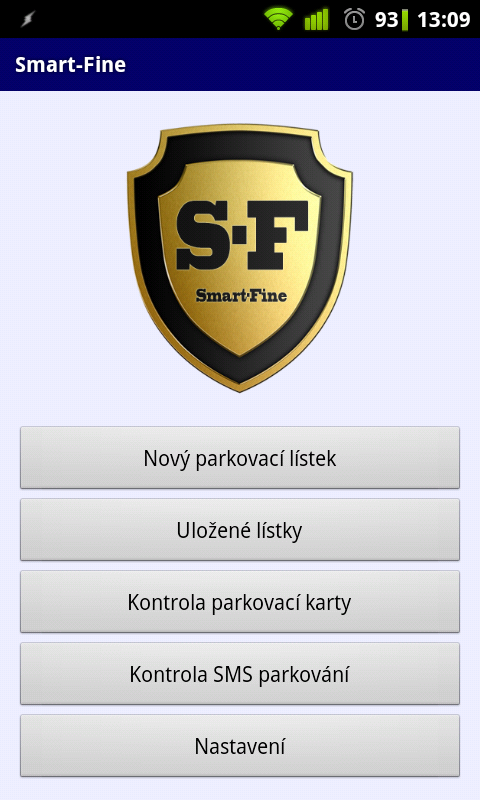 93 13:09
Smart-Fine
S-F
Smart-Fine
Nový parkovací lístek
Uložené lístky
Kontrola parkovací karty
Kontrola SMS parkování
Nastavení